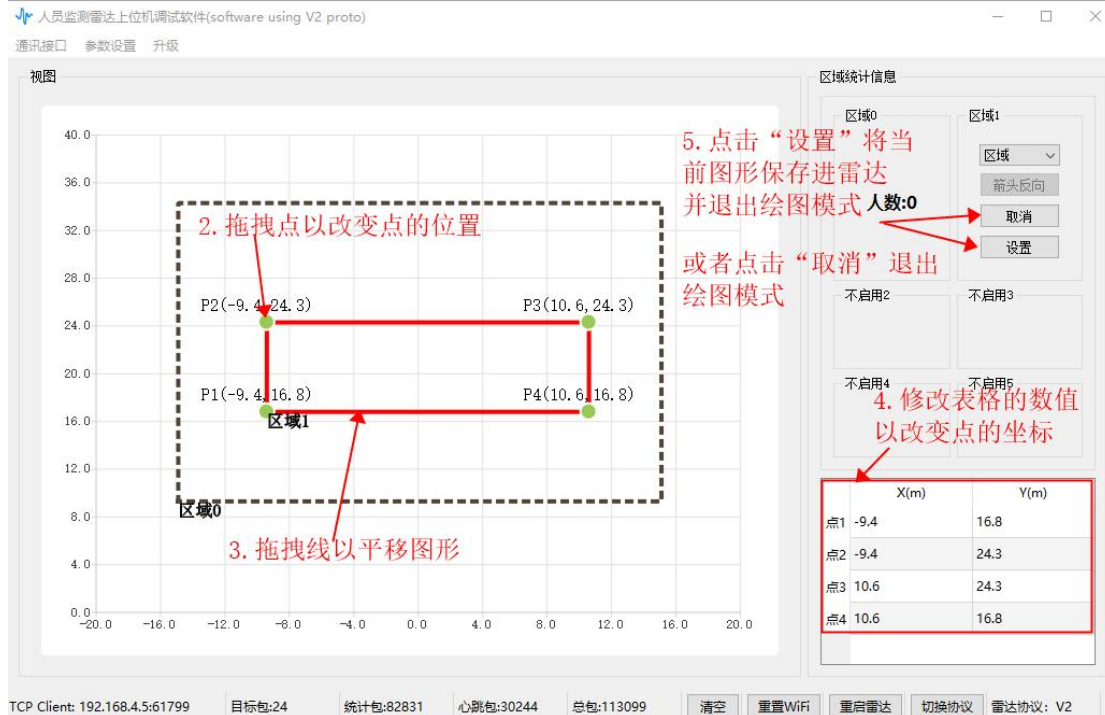 人员监测雷达上位机调试软件(software using V2 proto)
通讯接口 参数设置 升级
视图
40.0
36.0
32.0
28.0
24.0
20.0
16.0
12.0
8.0
4.0
0.0
-20.0 -16.0 -12.0 -8.0 -4.0 0.0 4.0 8.0 12.0 16.0 20.0
2.拖拽点以改变点的位置
P2(-9.4,24.3)
P3(10.6,24.3)
P1(-9.4,16.8)
P4(10.6,16.8)
区域1
区域0
3.拖拽线以平移图形
区域统计信息
区域0
区域1
5.点击“设置”将当
前图形保存进雷达
并退出绘图模式
或者点击“取消”退出
绘图模式
人数:0
区域
箭头反向
取消
设置
不启用2
不启用3
不启用4
不启用5
4.修改表格的数值
以改变点的坐标
X(m) Y(m)
点1 -9.4 16.8
点2 -9.4 24.3
点3 10.6 24.3
点4 10.6 16.8
TCP Client: 192.168.4.5:61799 目标包:24 统计包:82831 心跳包:30244 总包:113099 清空 重置WiFi 重启雷达 切换协议 雷达协议: V2